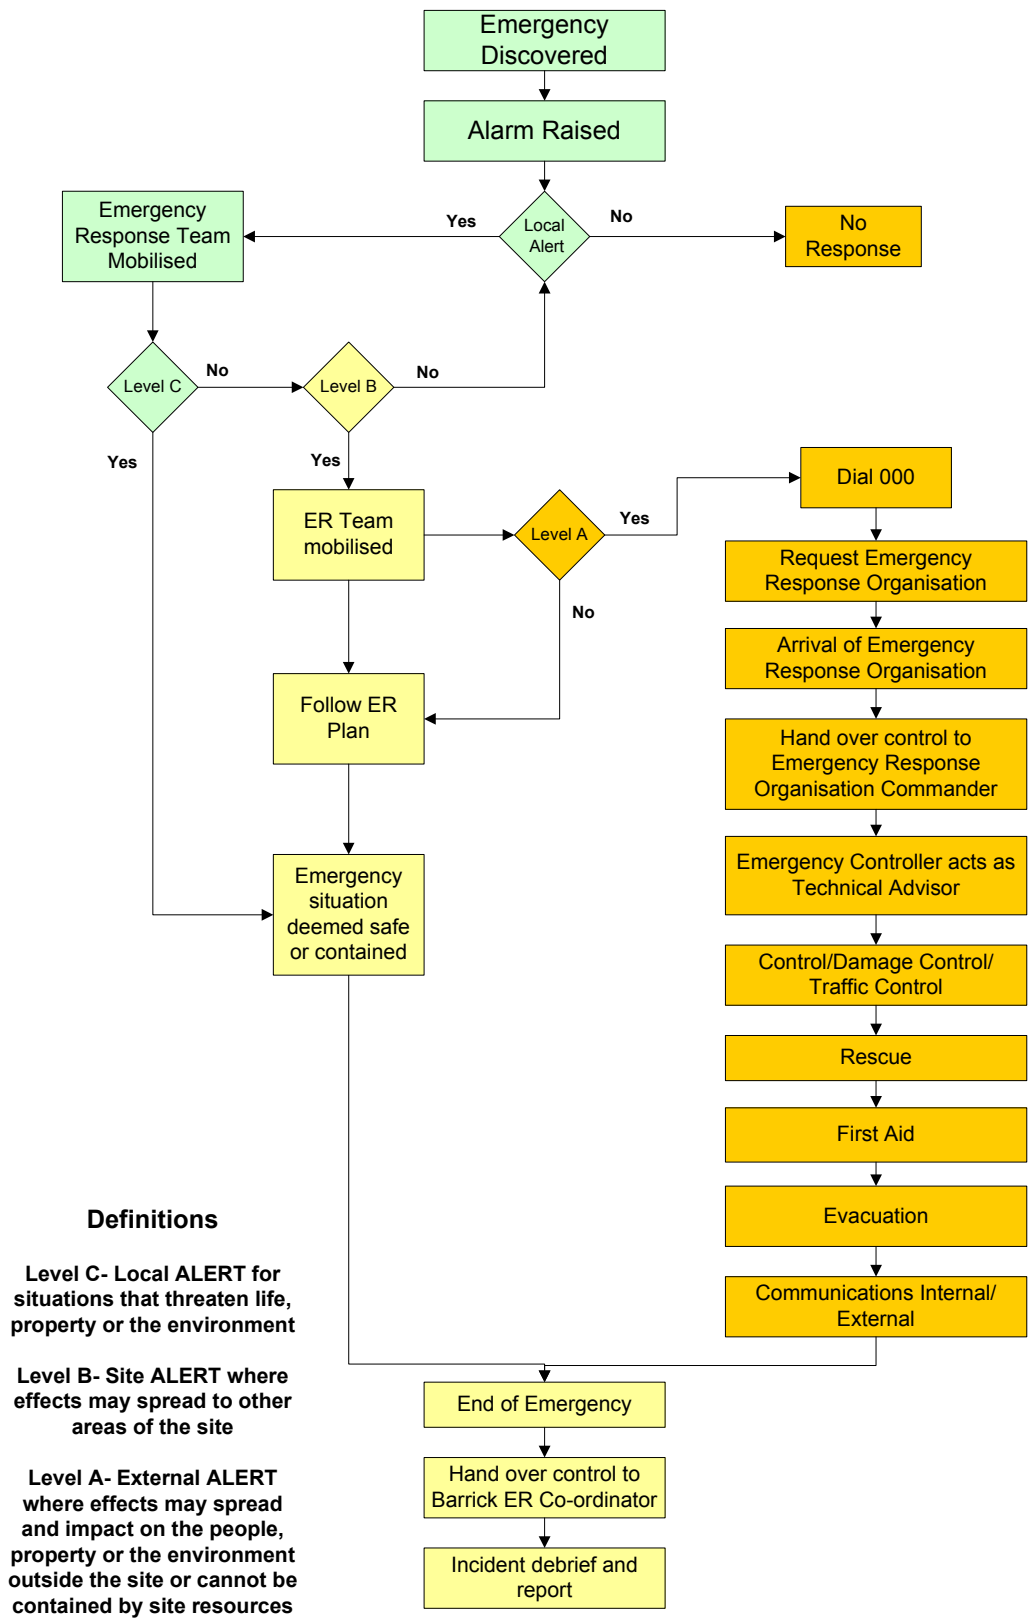 Emergency
Discovered
Alarm Raised
Emergency
Response Team
Mobilised
Yes
Local
Alert
No
No
Response
Level C
No
Level B
No
Yes
Yes
ER Team
mobilised
Level A
Yes
No
Dial 000
Request Emergency
Response Organisation
Arrival of Emergency
Response Organisation
Follow ER
Plan
Hand over control to
Emergency Response
Organisation Commander
Emergency
situation
deemed safe
or contained
Emergency Controller acts as
Technical Advisor
Control/Damage Control/
Traffic Control
Rescue
First Aid
Evacuation
Communications Internal/
External
Definitions
Level C- Local ALERT for
situations that threaten life,
property or the environment
Level B- Site ALERT where
effects may spread to other
areas of the site
Level A- External ALERT
where effects may spread
and impact on the people,
property or the environment
outside the site or cannot be
contained by site resources
End of Emergency
Hand over control to
Barrick ER Co-ordinator
Incident debrief and
report